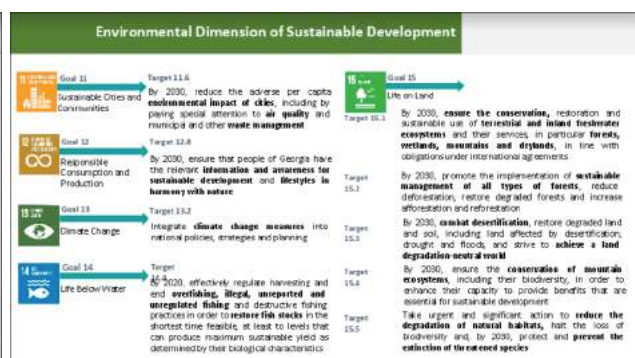 Environmental Dimension of Sustainable Development
Goal 11
Sustainable Cities and
Communities
Target 11.6
By 2030, reduce the adverse per capita
environmental impact of cities, including by
paying special attention to air quality and
municipal and other waste management
Goal 12
Responsible
Consumption and
Production
Target 12.8
By 2030, ensure that people of Georgia have
the relevant information and awareness for
sustainable development and lifestyles in
harmony with nature
13
Goal 13
Climate Change
Target 13.2
Integrate climate change measures into
national policies, strategies and planning
14
Goal 14
Life Below Water
Target
14.4
By 2020, effectively regulate harvesting and
end overfishing, illegal, unreported and
unregulated fishing and destructive fishing
practices in order to restore fish stocks in the
shortest time feasible, at least to levels that
can produce maximum sustainable yield as
determined by their biological characteristics
15
Goal 15
Life on Land
Target 15.1
By 2030, ensure the conservation, restoration and
sustainable use of terrestrial and inland freshwater
ecosystems and their services, in particular forests,
wetlands, mountains and drylands, in line with
obligations under international agreements
Target
15.2
By 2030, promote the implementation of sustainable
management of all types of forests, reduce
deforestation, restore degraded forests and increase
afforestation and reforestation
Target
15.3
By 2030, combat desertification, restore degraded land
and soil, including land affected by desertification,
drought and floods, and strive to achieve a land
degradation-neutral world
Target
15.4
By 2030, ensure the conservation of mountain
ecosystems, including their biodiversity, in order to
enhance their capacity to provide benefits that are
essential for sustainable development
Target
15.5
Take urgent and significant action to reduce the
degradation of natural habitats, halt the loss of
biodiversity and, by 2030, protect and prevent the
extinction of threatened species